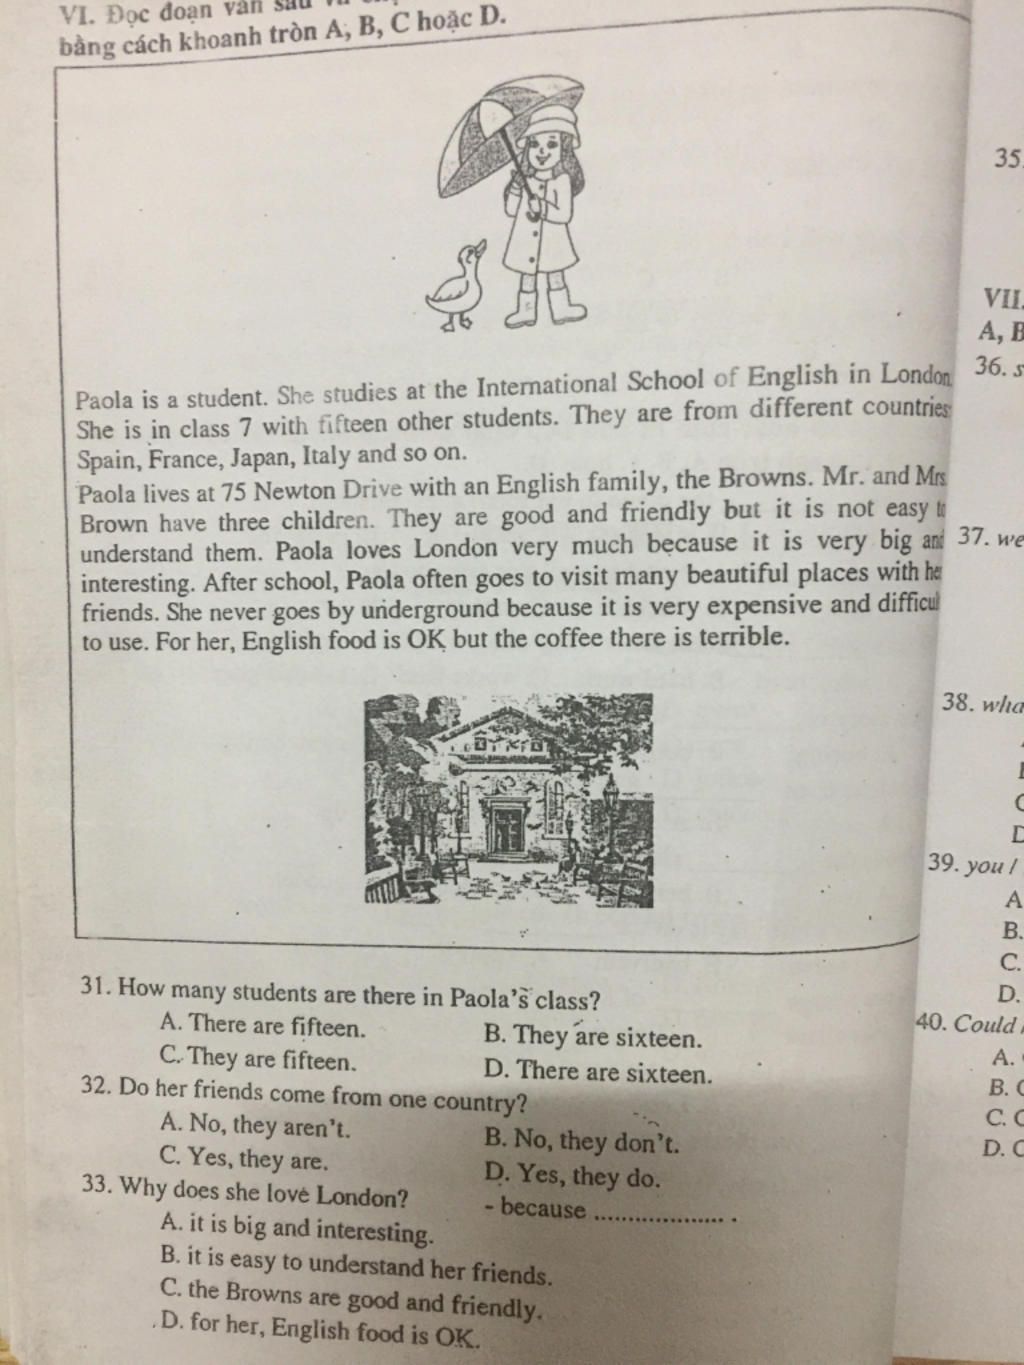 VI. Đọc đoạn văn sau
bằng cách khoanh tròn A, B, C hoặc D.
Paola is a student. She studies at the International School of English in London.
She is in class 7 with fifteen other students. They are from different countries:
Spain, France, Japan, Italy and so on.
Paola lives at 75 Newton Drive with an English family, the Browns. Mr. and Mrs.
Brown have three children. They are good and friendly but it is not easy to
understand them. Paola loves London very much because it is very big and
interesting. After school, Paola often goes to visit many beautiful places with her
friends. She never goes by underground because it is very expensive and difficult
to use. For her, English food is OK but the coffee there is terrible.
31. How many students are there in Paola's class?
A. There are fifteen. B. They are sixteen.
C. They are fifteen. D. There are sixteen.
32. Do her friends come from one country?
A. No, they aren't. B. No, they don't.
C. Yes, they are. D. Yes, they do.
33. Why does she love London? - because .................... .
A. it is big and interesting.
B. it is easy to understand her friends.
C. the Browns are good and friendly.
D. for her, English food is OK.
35.
VII.
A, B
36. s
37. we
38. wha
39. you /
A
B.
C.
D.
40. Could
A.
B. C
C. C
D. C